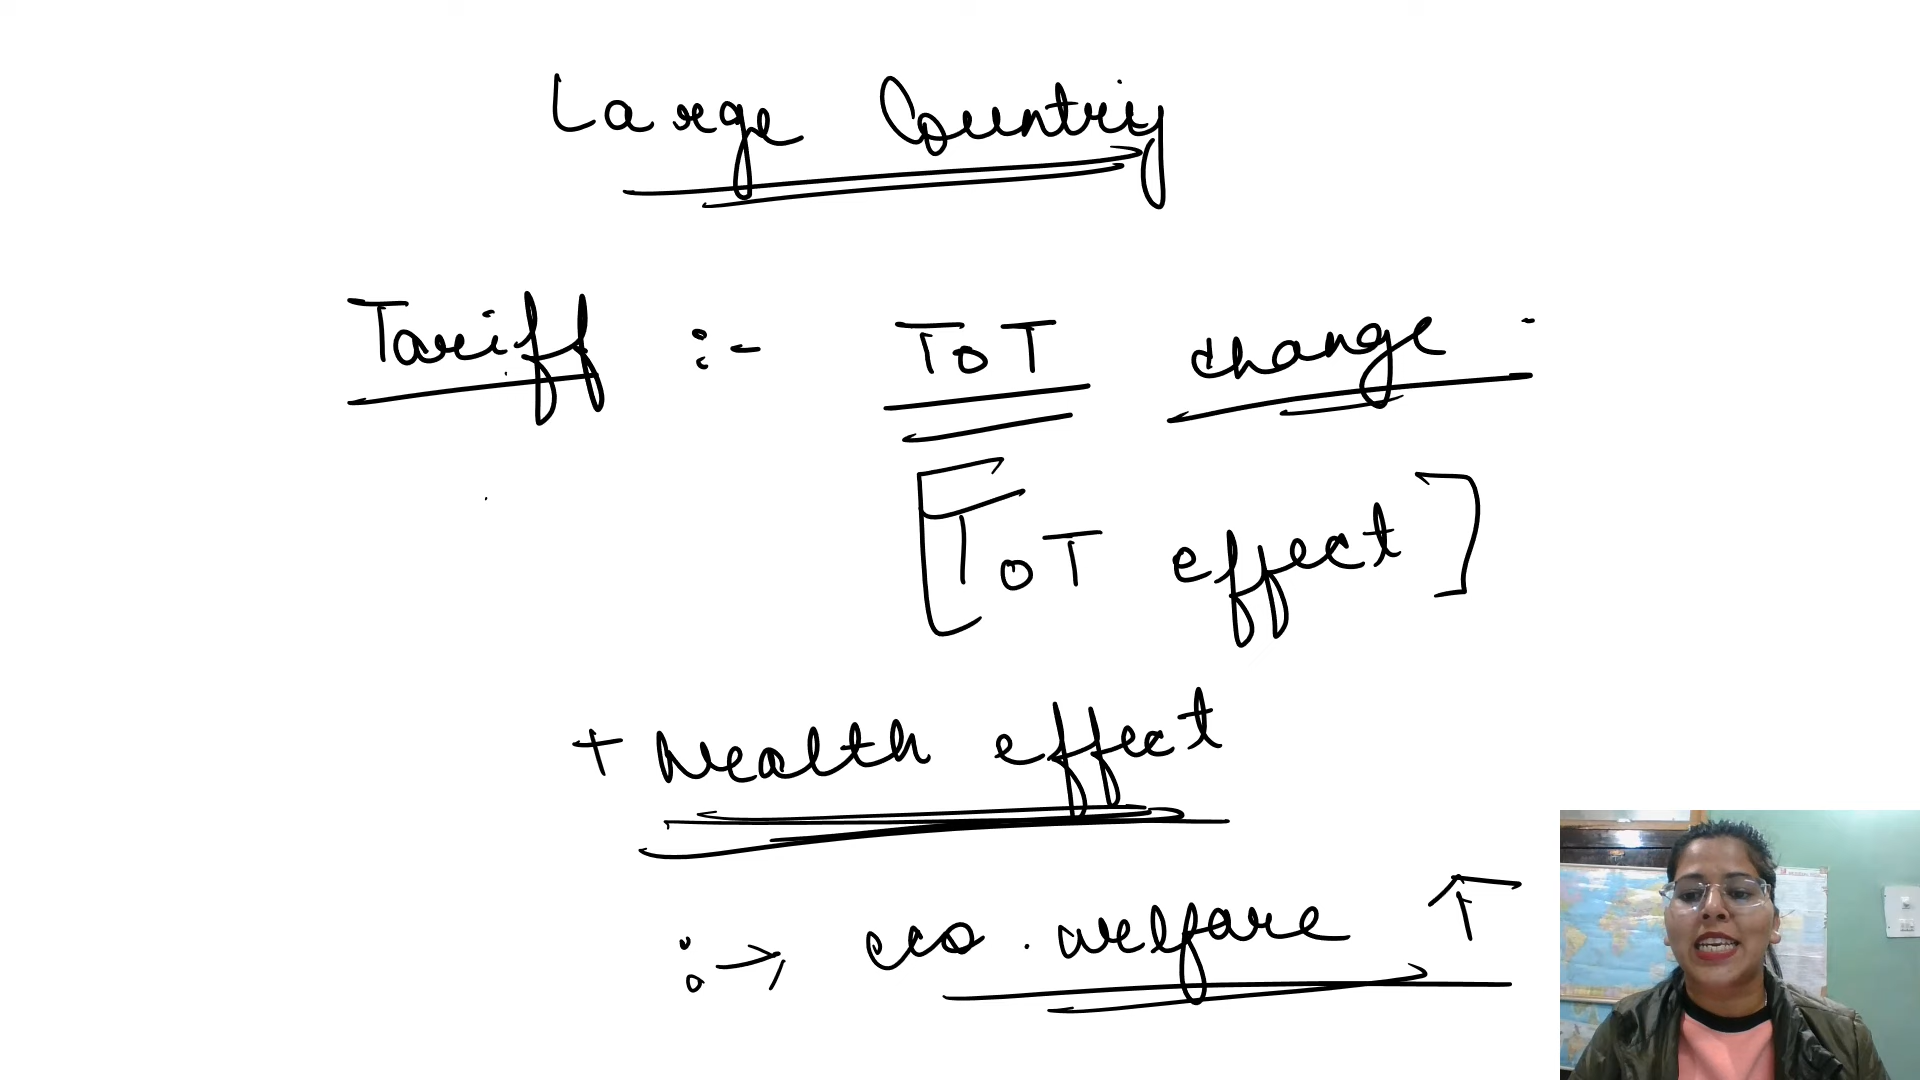 Large Country
Tariff :- ToT change :
[ToT effect]
+ Wealth effect
:→ eco. welfare ↑